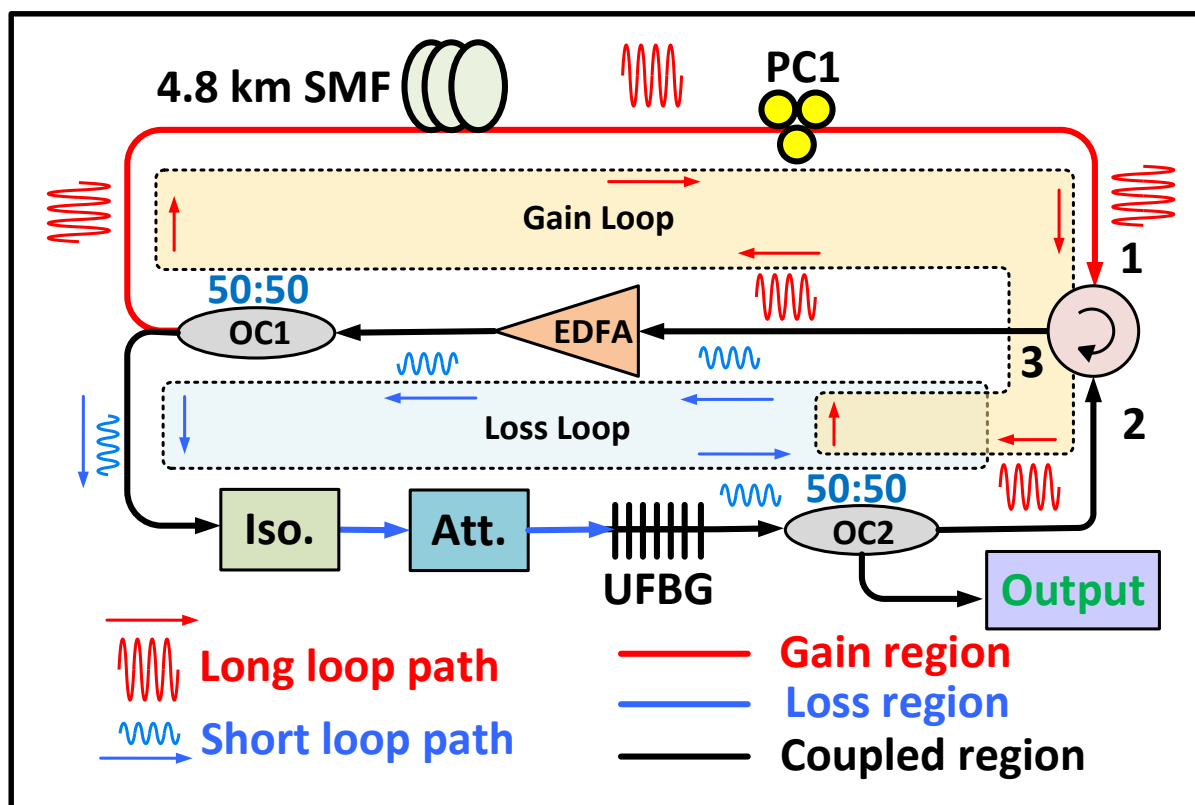 4.8 km SMF
PC1
Gain Loop
1
50:50
OC1
EDFA
3
2
Loss Loop
50:50
Iso.
Att.
OC2
UFBG
Output
Long loop path
Gain region
Loss region
Short loop path
Coupled region